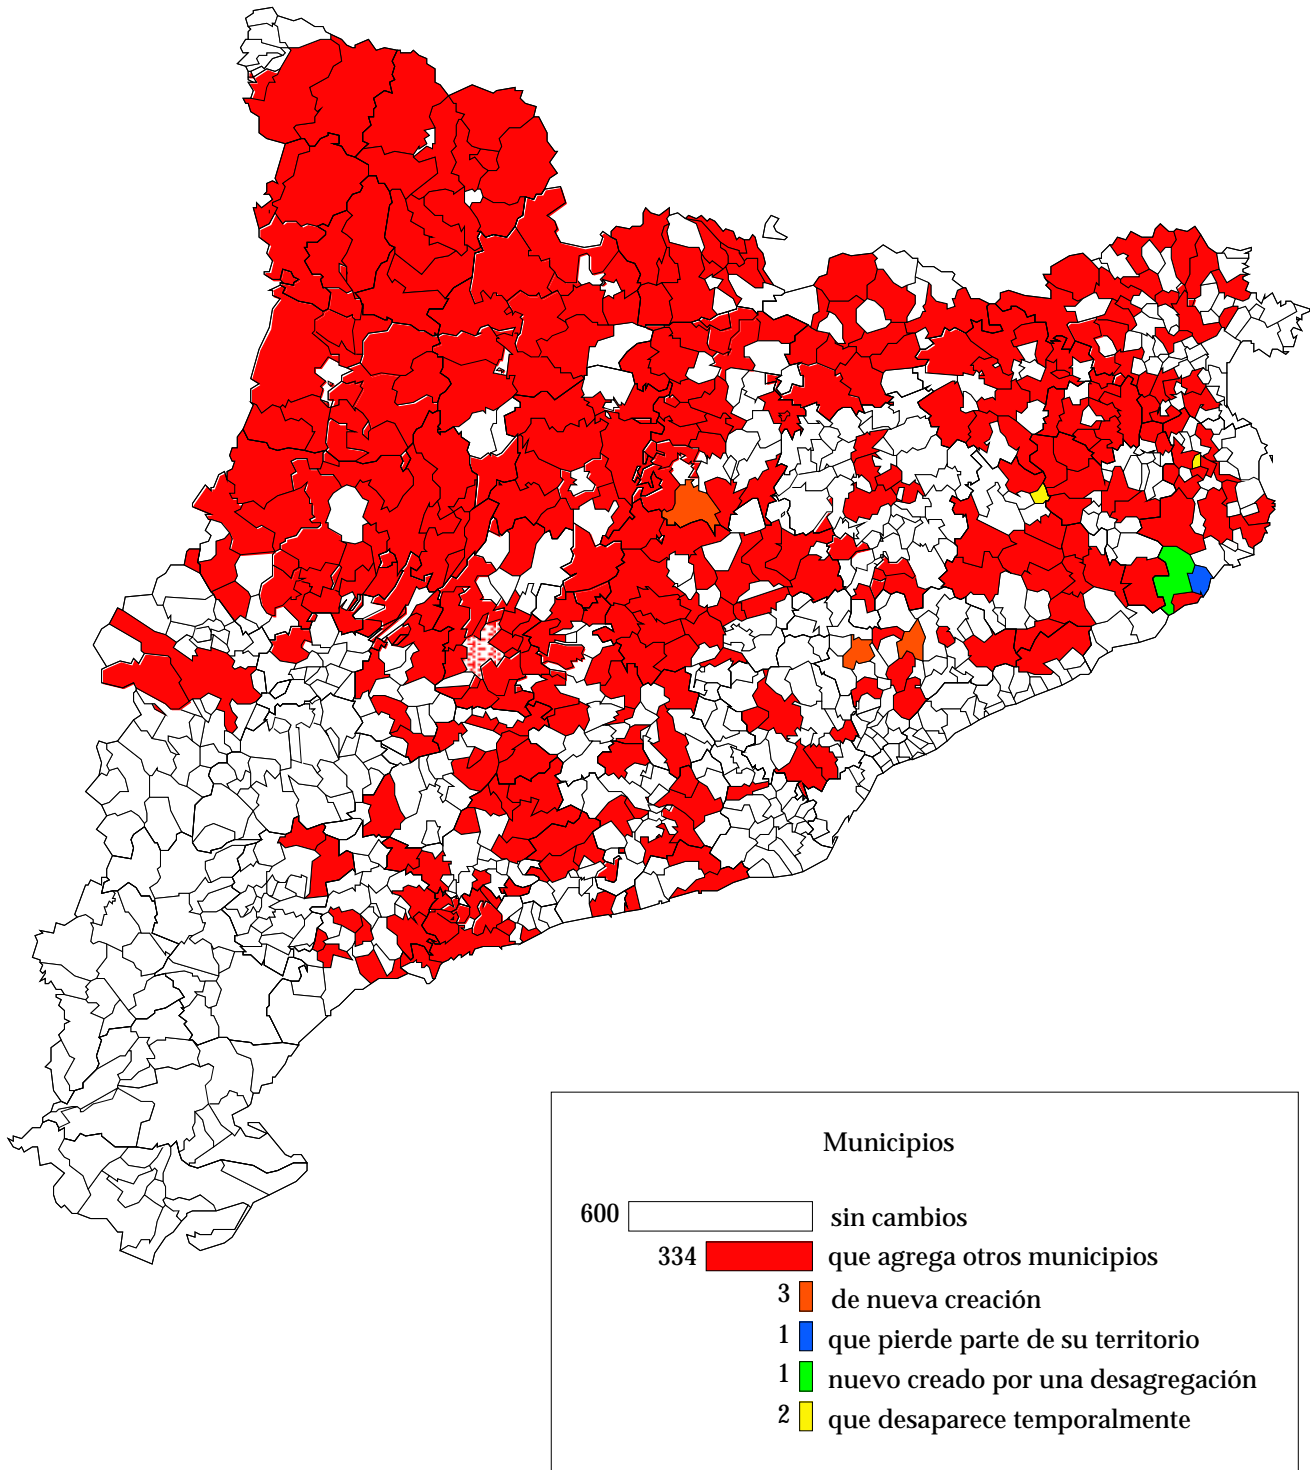 Municipios
600 sin cambios
334 que agrega otros municipios
3 de nueva creación
1 que pierde parte de su territorio
1 nuevo creado por una desagregación
2 que desaparece temporalmente